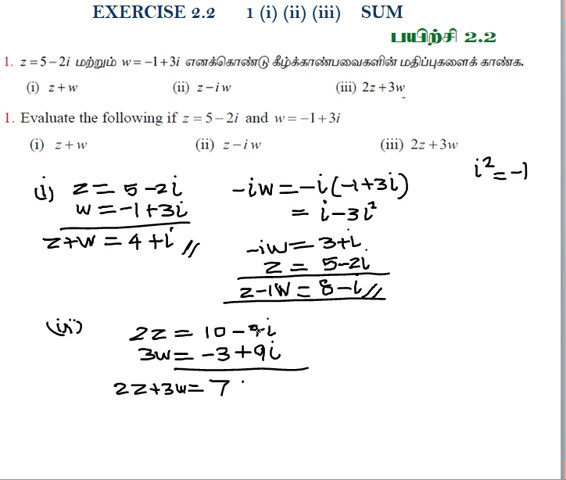 EXERCISE 2.2 1 (i) (ii) (iii) SUM
பயிற்சி 2.2
1. z = 5 − 2i மற்றும் w = −1 + 3i எனக்கொண்டு கீழ்க்காண்பவைகளின் மதிப்புகளைக் காண்க.
(i) z + w (ii) z − i w (iii) 2z + 3w
1. Evaluate the following if z = 5 − 2i and w = −1 + 3i
(i) z + w (ii) z − i w (iii) 2z + 3w
i² = −1
(i) z = 5 − 2i
w = −1 + 3i
z+w = 4 + i //
−iw = −i(−1+3i)
= i − 3i²
−iw = 3+i.
z = 5−2i
z−iw = 8−i //
2z = 10 − 4i
3w = −3 + 9i
2z+3w = 7